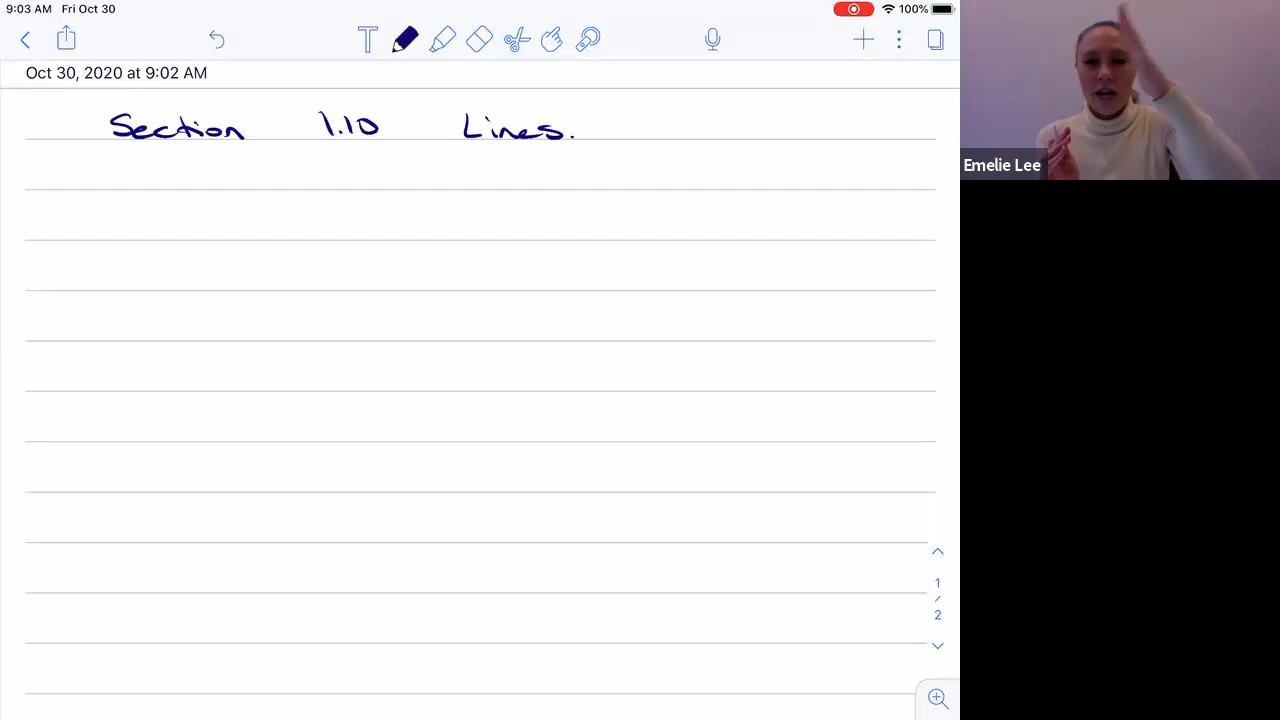 9:03 AM Fri Oct 30
100%
T
Oct 30, 2020 at 9:02 AM
Section 1.10 Lines.
Emelie Lee
1
/
2